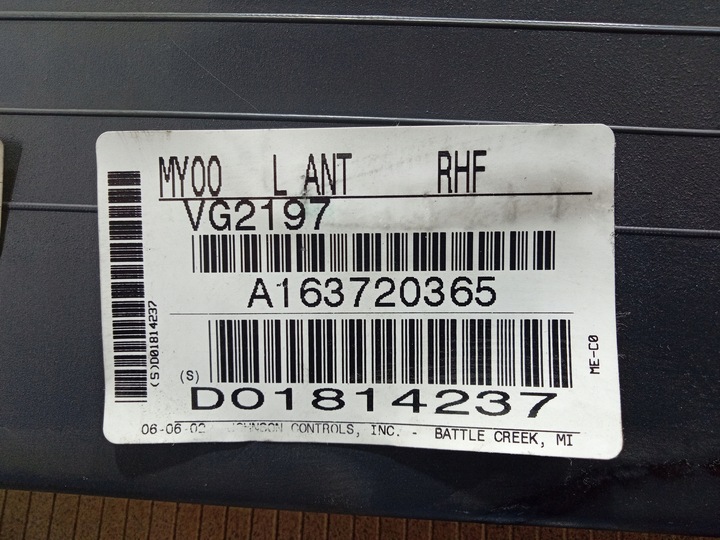 MY00 L ANT RHF
VG2197
A163720365
(S)
D01814237
06-06-02 JOHNSON CONTROLS, INC. - BATTLE CREEK, MI
(S)D01814237
ME-C0